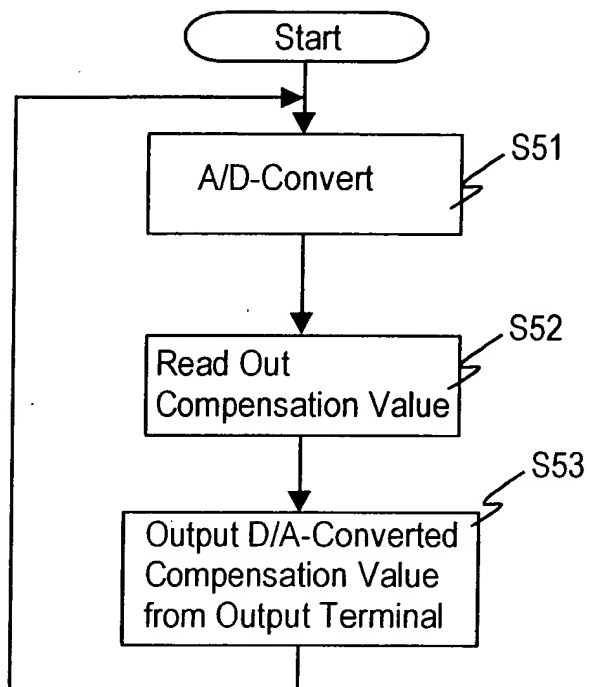 Start
A/D-Convert
S51
Read Out
Compensation Value
S52
Output D/A-Converted
Compensation Value
from Output Terminal
S53